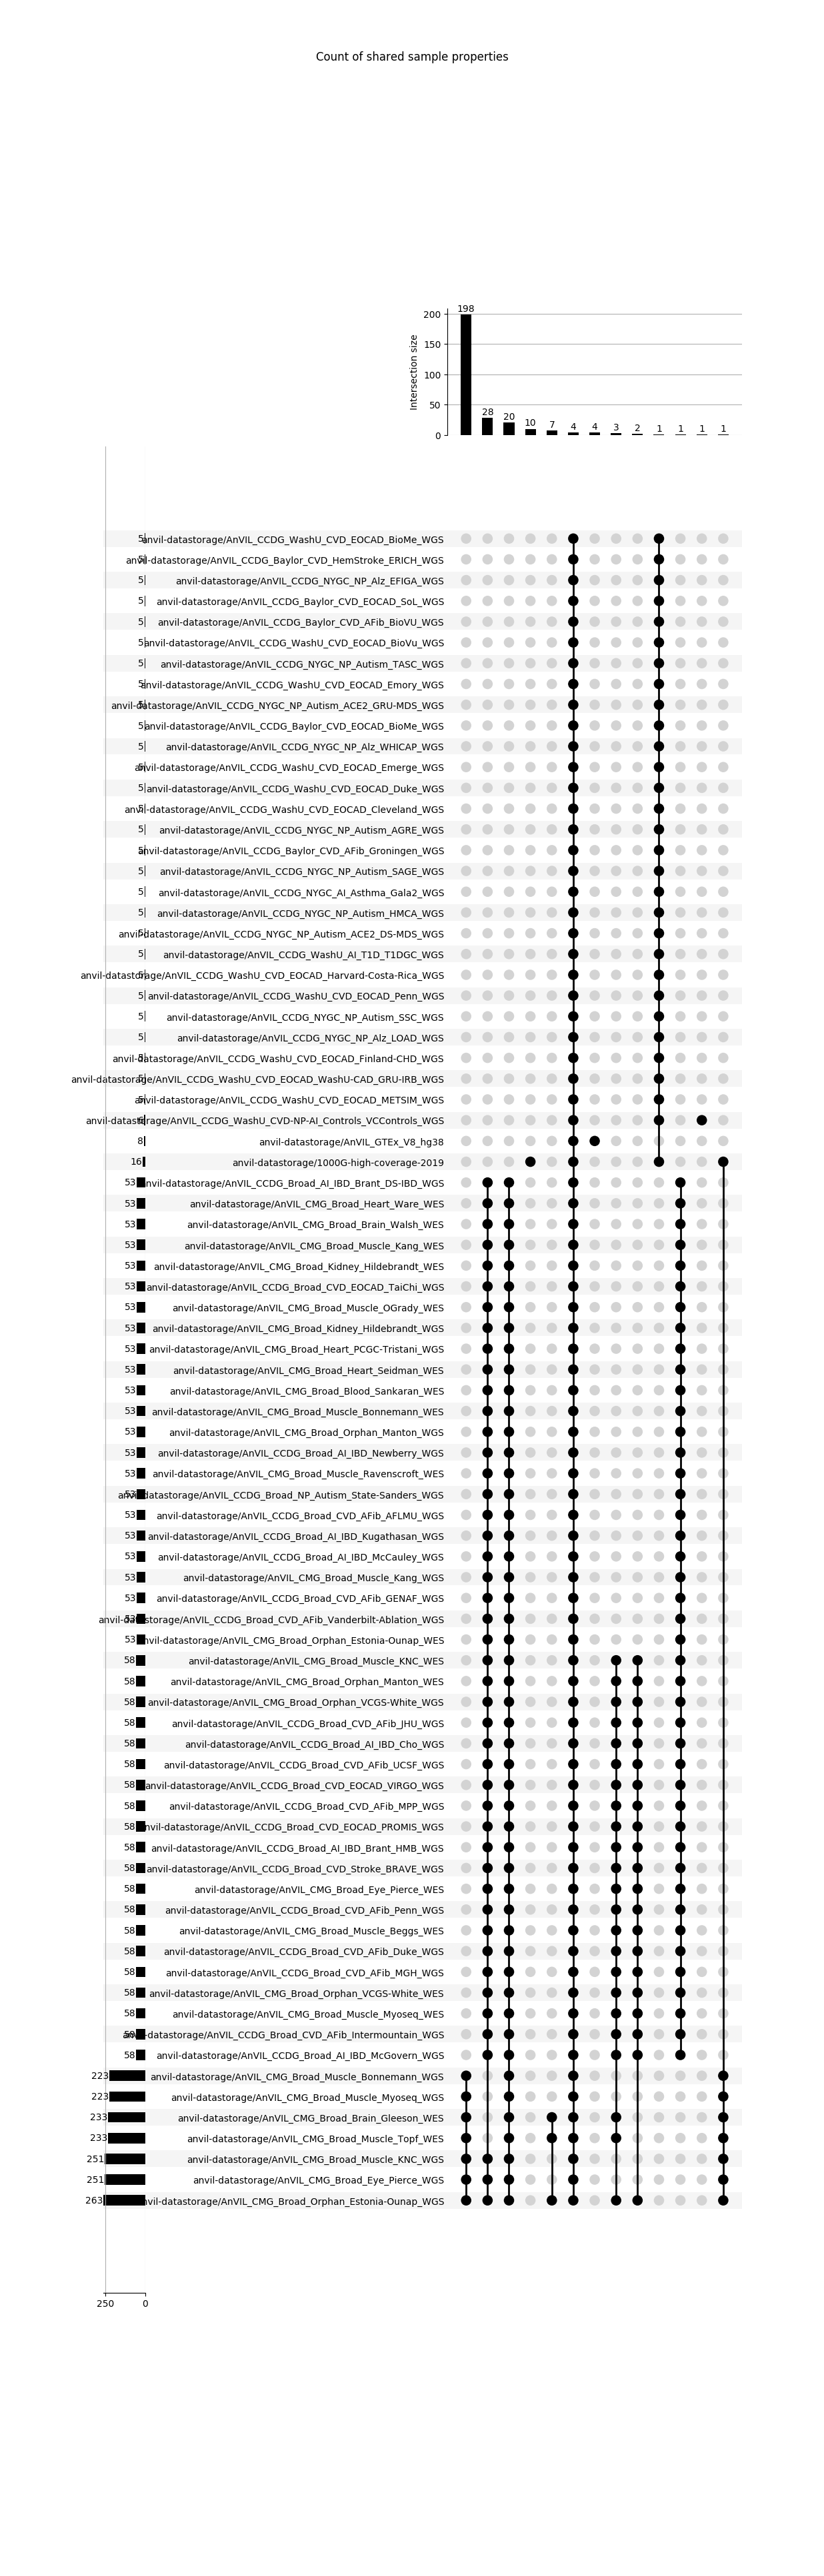 Count of shared sample properties
198
200
150
Intersection size
100
50
28
20
10
7
4
4
3
2
1
1
1
1
0
5 anvil-datastorage/AnVIL_CCDG_WashU_CVD_EOCAD_BioMe_WGS
5 anvil-datastorage/AnVIL_CCDG_Baylor_CVD_HemStroke_ERICH_WGS
5 anvil-datastorage/AnVIL_CCDG_NYGC_NP_Alz_EFIGA_WGS
5 anvil-datastorage/AnVIL_CCDG_Baylor_CVD_EOCAD_SoL_WGS
5 anvil-datastorage/AnVIL_CCDG_Baylor_CVD_AFib_BioVU_WGS
5 anvil-datastorage/AnVIL_CCDG_WashU_CVD_EOCAD_BioVu_WGS
5 anvil-datastorage/AnVIL_CCDG_NYGC_NP_Autism_TASC_WGS
5 anvil-datastorage/AnVIL_CCDG_WashU_CVD_EOCAD_Emory_WGS
5 anvil-datastorage/AnVIL_CCDG_NYGC_NP_Autism_ACE2_GRU-MDS_WGS
5 anvil-datastorage/AnVIL_CCDG_Baylor_CVD_EOCAD_BioMe_WGS
5 anvil-datastorage/AnVIL_CCDG_NYGC_NP_Alz_WHICAP_WGS
5 anvil-datastorage/AnVIL_CCDG_WashU_CVD_EOCAD_Emerge_WGS
5 anvil-datastorage/AnVIL_CCDG_WashU_CVD_EOCAD_Duke_WGS
5 anvil-datastorage/AnVIL_CCDG_WashU_CVD_EOCAD_Cleveland_WGS
5 anvil-datastorage/AnVIL_CCDG_NYGC_NP_Autism_AGRE_WGS
5 anvil-datastorage/AnVIL_CCDG_Baylor_CVD_AFib_Groningen_WGS
5 anvil-datastorage/AnVIL_CCDG_NYGC_NP_Autism_SAGE_WGS
5 anvil-datastorage/AnVIL_CCDG_NYGC_AI_Asthma_Gala2_WGS
5 anvil-datastorage/AnVIL_CCDG_NYGC_NP_Autism_HMCA_WGS
5 anvil-datastorage/AnVIL_CCDG_NYGC_NP_Autism_ACE2_DS-MDS_WGS
5 anvil-datastorage/AnVIL_CCDG_WashU_AI_T1D_T1DGC_WGS
5 anvil-datastorage/AnVIL_CCDG_WashU_CVD_EOCAD_Harvard-Costa-Rica_WGS
5 anvil-datastorage/AnVIL_CCDG_WashU_CVD_EOCAD_Penn_WGS
5 anvil-datastorage/AnVIL_CCDG_NYGC_NP_Autism_SSC_WGS
5 anvil-datastorage/AnVIL_CCDG_NYGC_NP_Alz_LOAD_WGS
5 anvil-datastorage/AnVIL_CCDG_WashU_CVD_EOCAD_Finland-CHD_WGS
5 anvil-datastorage/AnVIL_CCDG_WashU_CVD_EOCAD_WashU-CAD_GRU-IRB_WGS
5 anvil-datastorage/AnVIL_CCDG_WashU_CVD_EOCAD_METSIM_WGS
anvil-datastorage/AnVIL_CCDG_WashU_CVD-NP-AI_Controls_VCControls_WGS
8 anvil-datastorage/AnVIL_GTEx_V8_hg38
16 anvil-datastorage/1000G-high-coverage-2019
53 anvil-datastorage/AnVIL_CCDG_Broad_AI_IBD_Brant_DS-IBD_WGS
53 anvil-datastorage/AnVIL_CMG_Broad_Heart_Ware_WES
53 anvil-datastorage/AnVIL_CMG_Broad_Brain_Walsh_WES
53 anvil-datastorage/AnVIL_CMG_Broad_Muscle_Kang_WES
53 anvil-datastorage/AnVIL_CMG_Broad_Kidney_Hildebrandt_WES
53 anvil-datastorage/AnVIL_CCDG_Broad_CVD_EOCAD_TaiChi_WGS
53 anvil-datastorage/AnVIL_CMG_Broad_Muscle_OGrady_WES
53 anvil-datastorage/AnVIL_CMG_Broad_Kidney_Hildebrandt_WGS
53 anvil-datastorage/AnVIL_CMG_Broad_Heart_PCGC-Tristani_WGS
53 anvil-datastorage/AnVIL_CMG_Broad_Heart_Seidman_WES
53 anvil-datastorage/AnVIL_CMG_Broad_Blood_Sankaran_WES
53 anvil-datastorage/AnVIL_CMG_Broad_Muscle_Bonnemann_WES
53 anvil-datastorage/AnVIL_CMG_Broad_Orphan_Manton_WGS
53 anvil-datastorage/AnVIL_CCDG_Broad_AI_IBD_Newberry_WGS
53 anvil-datastorage/AnVIL_CMG_Broad_Muscle_Ravenscroft_WES
53 anvil-datastorage/AnVIL_CCDG_Broad_NP_Autism_State-Sanders_WGS
53 anvil-datastorage/AnVIL_CCDG_Broad_CVD_AFib_AFLMU_WGS
53 anvil-datastorage/AnVIL_CCDG_Broad_AI_IBD_Kugathasan_WGS
53 anvil-datastorage/AnVIL_CCDG_Broad_AI_IBD_McCauley_WGS
53 anvil-datastorage/AnVIL_CMG_Broad_Muscle_Kang_WGS
53 anvil-datastorage/AnVIL_CCDG_Broad_CVD_AFib_GENAF_WGS
53 anvil-datastorage/AnVIL_CCDG_Broad_CVD_AFib_Vanderbilt-Ablation_WGS
53 anvil-datastorage/AnVIL_CMG_Broad_Orphan_Estonia-Ounap_WES
58 anvil-datastorage/AnVIL_CMG_Broad_Muscle_KNC_WES
58 anvil-datastorage/AnVIL_CMG_Broad_Orphan_Manton_WES
58 anvil-datastorage/AnVIL_CMG_Broad_Orphan_VCGS-White_WGS
58 anvil-datastorage/AnVIL_CCDG_Broad_CVD_AFib_JHU_WGS
58 anvil-datastorage/AnVIL_CCDG_Broad_AI_IBD_Cho_WGS
58 anvil-datastorage/AnVIL_CCDG_Broad_CVD_AFib_UCSF_WGS
58 anvil-datastorage/AnVIL_CCDG_Broad_CVD_EOCAD_VIRGO_WGS
58 anvil-datastorage/AnVIL_CCDG_Broad_CVD_AFib_MPP_WGS
58 anvil-datastorage/AnVIL_CCDG_Broad_CVD_EOCAD_PROMIS_WGS
58 anvil-datastorage/AnVIL_CCDG_Broad_AI_IBD_Brant_HMB_WGS
58 anvil-datastorage/AnVIL_CCDG_Broad_CVD_Stroke_BRAVE_WGS
58 anvil-datastorage/AnVIL_CMG_Broad_Eye_Pierce_WES
58 anvil-datastorage/AnVIL_CCDG_Broad_CVD_AFib_Penn_WGS
58 anvil-datastorage/AnVIL_CMG_Broad_Muscle_Beggs_WES
58 anvil-datastorage/AnVIL_CCDG_Broad_CVD_AFib_Duke_WGS
58 anvil-datastorage/AnVIL_CCDG_Broad_CVD_AFib_MGH_WGS
58 anvil-datastorage/AnVIL_CMG_Broad_Orphan_VCGS-White_WES
58 anvil-datastorage/AnVIL_CMG_Broad_Muscle_Myoseq_WES
58 anvil-datastorage/AnVIL_CCDG_Broad_CVD_AFib_Intermountain_WGS
58 anvil-datastorage/AnVIL_CCDG_Broad_AI_IBD_McGovern_WGS
223 anvil-datastorage/AnVIL_CMG_Broad_Muscle_Bonnemann_WGS
223 anvil-datastorage/AnVIL_CMG_Broad_Muscle_Myoseq_WGS
233 anvil-datastorage/AnVIL_CMG_Broad_Brain_Gleeson_WES
233 anvil-datastorage/AnVIL_CMG_Broad_Muscle_Topf_WES
251 anvil-datastorage/AnVIL_CMG_Broad_Muscle_KNC_WGS
251 anvil-datastorage/AnVIL_CMG_Broad_Eye_Pierce_WGS
263 anvil-datastorage/AnVIL_CMG_Broad_Orphan_Estonia-Ounap_WGS
250 0